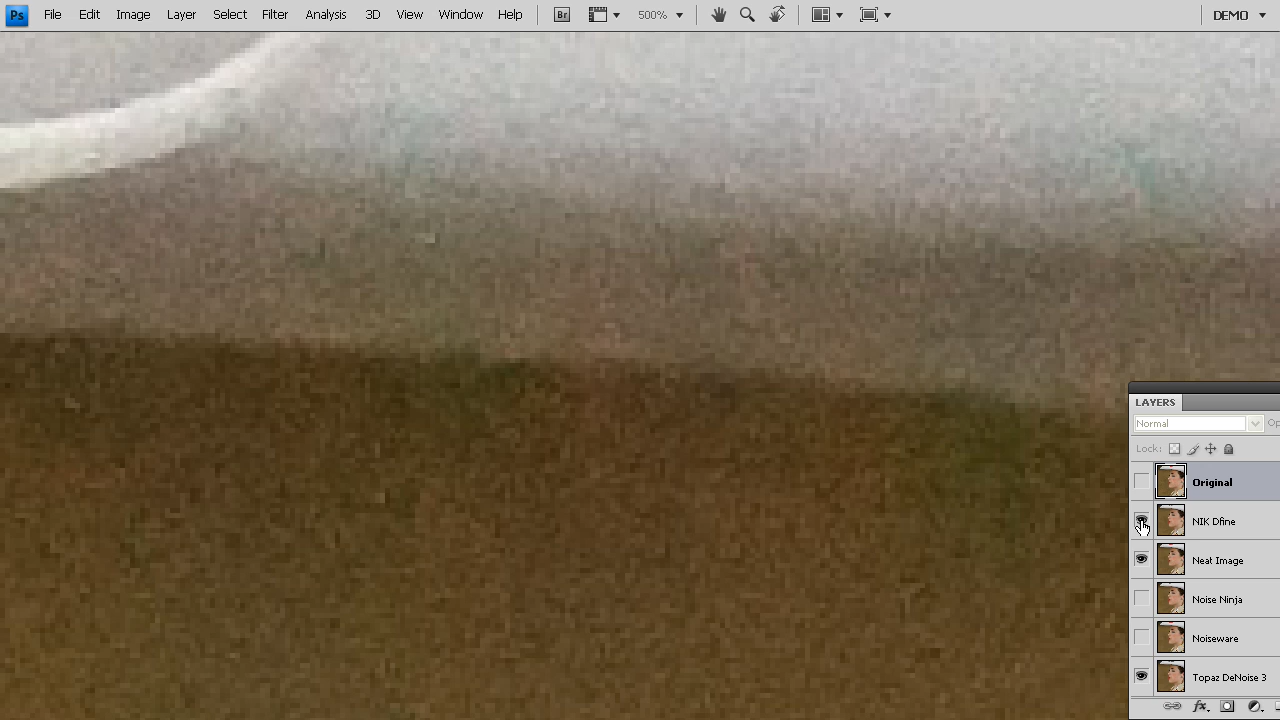 Ps File Edit Image Layer Select Filter Analysis 3D View Window Help Br 500% DEMO
LAYERS
Normal
Lock:
Original
NIK Dfine
Neat Image
Noise Ninja
Noiseware
Topaz DeNoise 3
fx